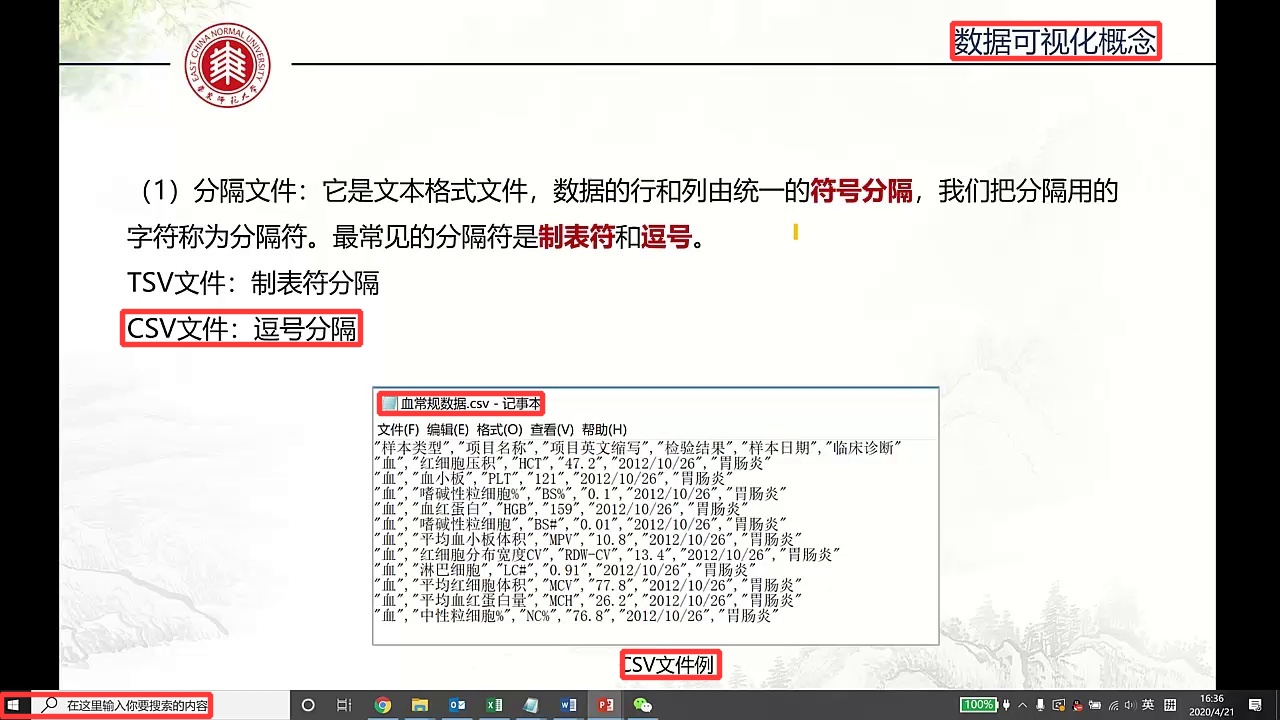 EAST CHINA NORMAL UNIVERSITY
华东师范大学
数据可视化概念
（1）分隔文件：它是文本格式文件，数据的行和列由统一的符号分隔，我们把分隔用的
字符称为分隔符。最常见的分隔符是制表符和逗号。
TSV文件：制表符分隔
CSV文件：逗号分隔
血常规数据.csv - 记事本
文件(F) 编辑(E) 格式(O) 查看(V) 帮助(H)
"样本类型","项目名称","项目英文缩写","检验结果","样本日期","临床诊断"
"血","红细胞压积","HCT","47.2","2012/10/26","胃肠炎"
"血","血小板","PLT","121","2012/10/26","胃肠炎"
"血","嗜碱性粒细胞%","BS%","0.1","2012/10/26","胃肠炎"
"血","血红蛋白","HGB","159","2012/10/26","胃肠炎"
"血","嗜碱性粒细胞","BS#","0.01","2012/10/26","胃肠炎"
"血","平均血小板体积","MPV","10.8","2012/10/26","胃肠炎"
"血","红细胞分布宽度CV","RDW-CV","13.4","2012/10/26","胃肠炎"
"血","淋巴细胞","LC#","0.91","2012/10/26","胃肠炎"
"血","平均红细胞体积","MCV","77.8","2012/10/26","胃肠炎"
"血","平均血红蛋白量","MCH","26.2","2012/10/26","胃肠炎"
"血","中性粒细胞%","NC%","76.8","2012/10/26","胃肠炎"
CSV文件例
在这里输入你要搜索的内容
100%
英
拼
16:36
2020/4/21